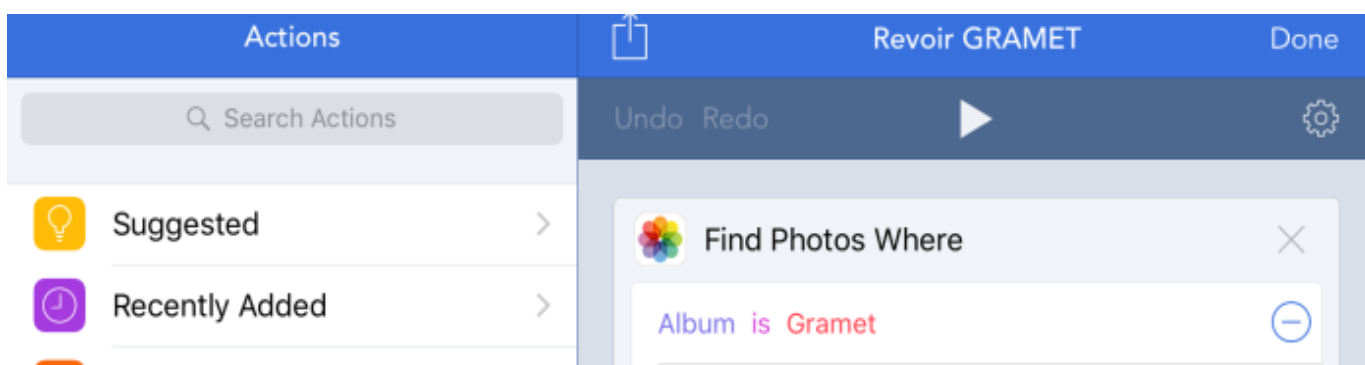 Actions
Search Actions
Suggested
Recently Added
Revoir GRAMET Done
Undo Redo
Find Photos Where
Album is Gramet